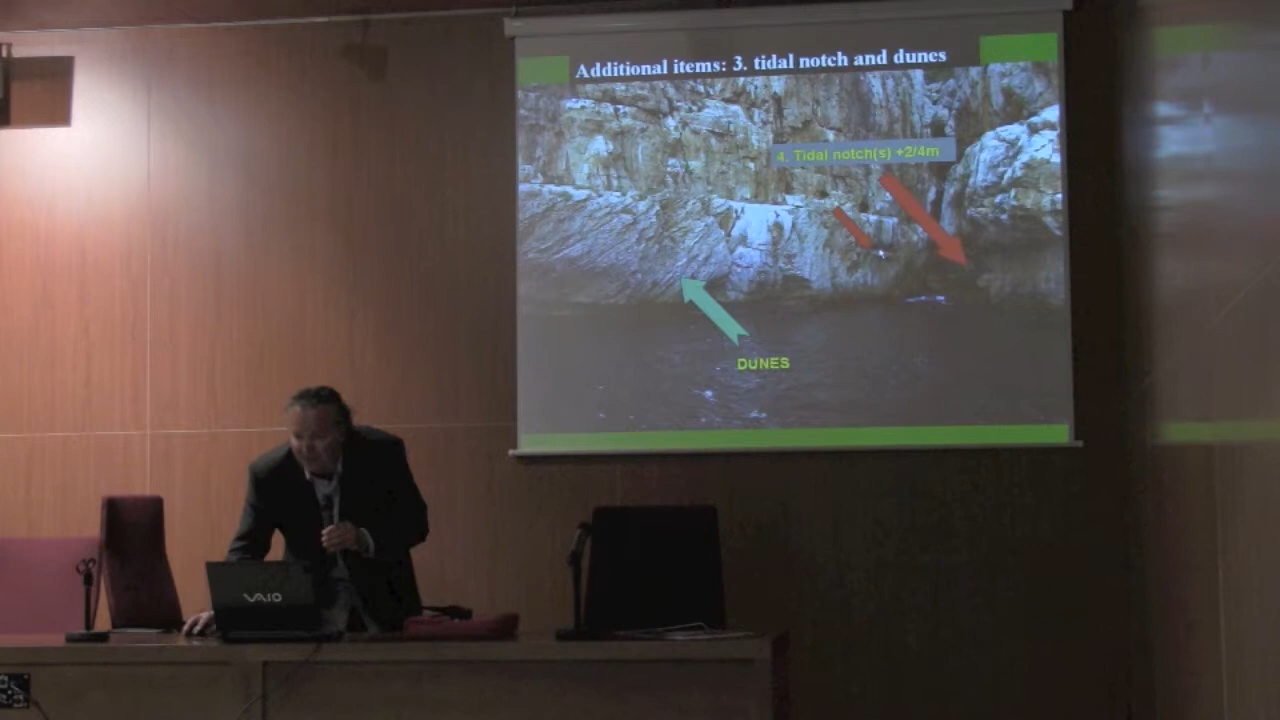 Additional items: 3. tidal notch and dunes
4. Tidal notch(s) +2/4m
DUNES
VAIO